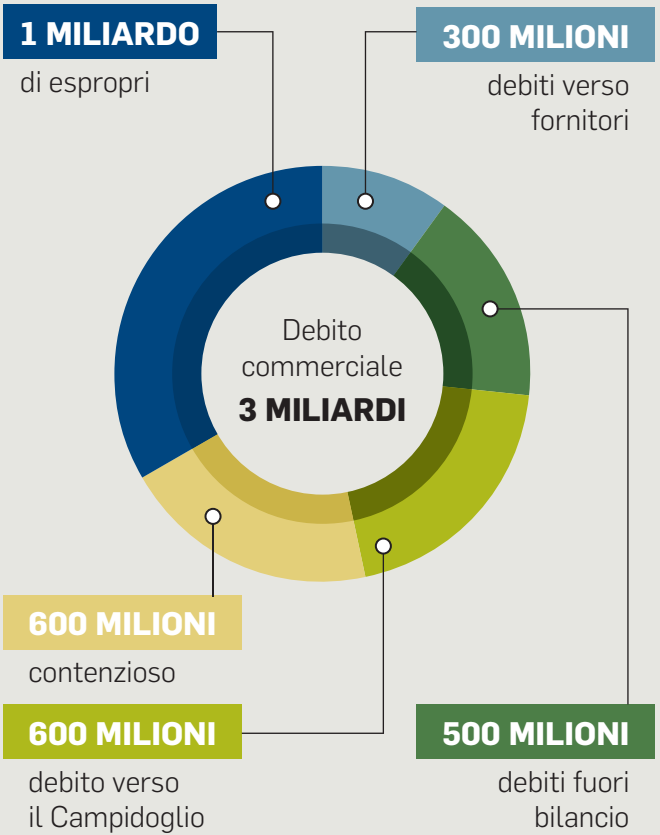 1 MILIARDO
di espropri
300 MILIONI
debiti verso
fornitori
Debito
commerciale
3 MILIARDI
600 MILIONI
contenzioso
600 MILIONI
debito verso
il Campidoglio
500 MILIONI
debiti fuori
bilancio